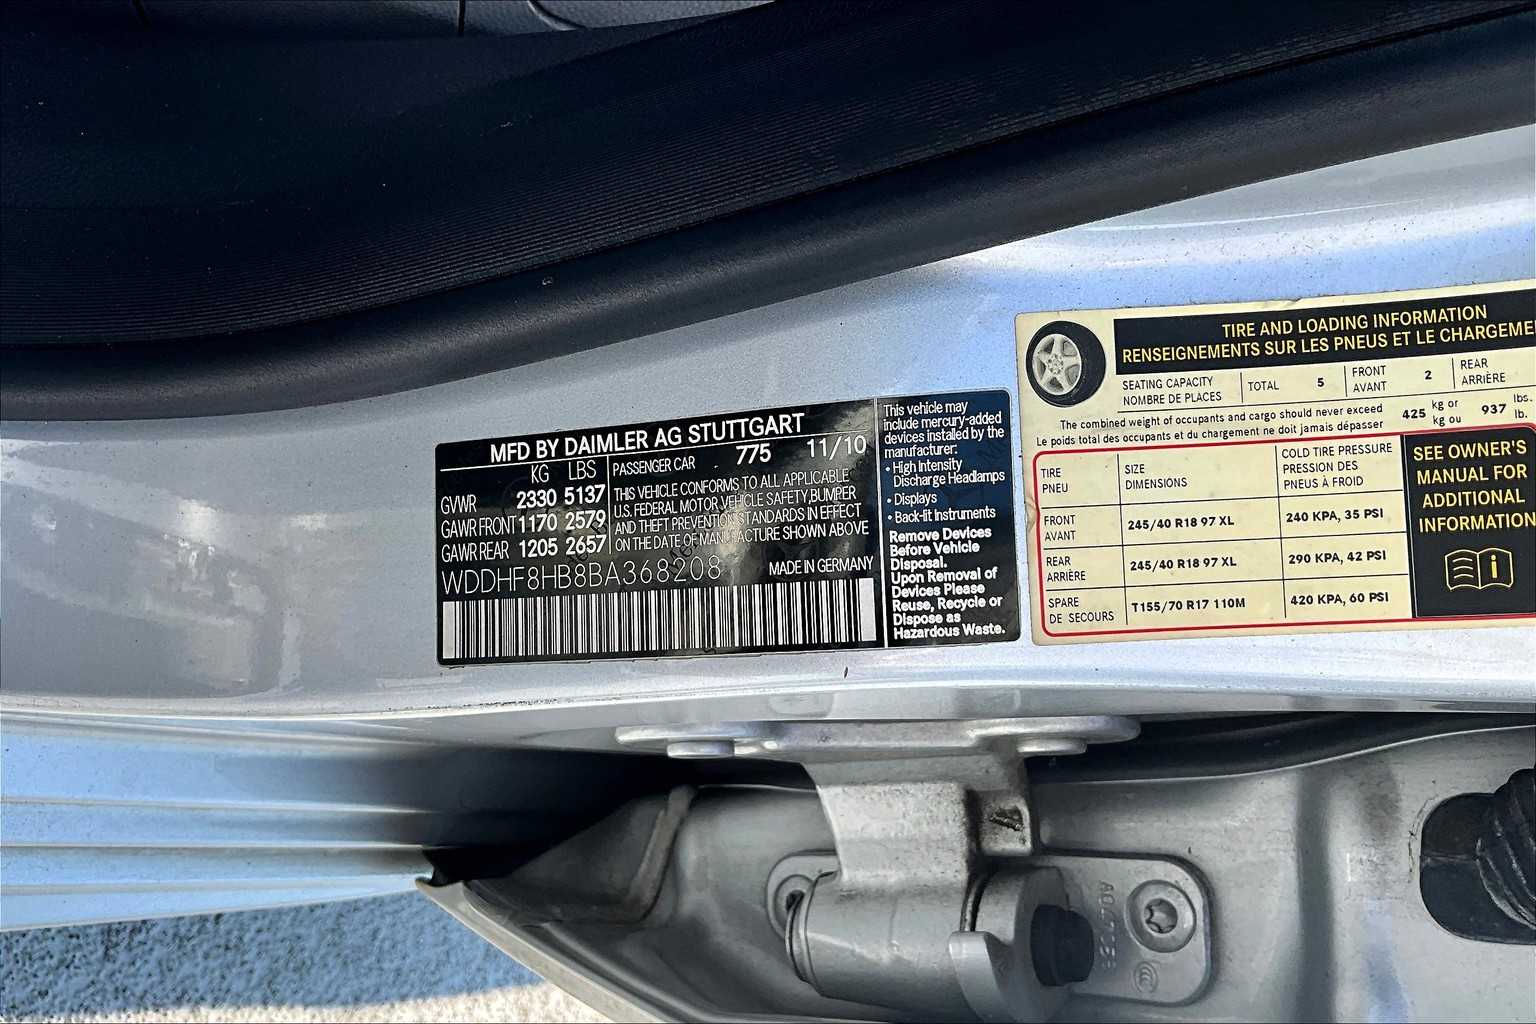 MFD BY DAIMLER AG STUTTGART
KG LBS PASSENGER CAR 775 11/10
GVWR 2330 5137
GAWR FRONT 1170 2579
GAWR REAR 1205 2657
THIS VEHICLE CONFORMS TO ALL APPLICABLE
U.S. FEDERAL MOTOR VEHICLE SAFETY,BUMPER
AND THEFT PREVENTION STANDARDS IN EFFECT
ON THE DATE OF MANUFACTURE SHOWN ABOVE
WDDHF8HB8BA368208 MADE IN GERMANY
This vehicle may
include mercury-added
devices installed by the
manufacturer:
• High Intensity
Discharge Headlamps
• Displays
• Back-lit Instruments
Remove Devices
Before Vehicle
Disposal.
Upon Removal of
Devices Please
Reuse, Recycle or
Dispose as
Hazardous Waste.
TIRE AND LOADING INFORMATION
RENSEIGNEMENTS SUR LES PNEUS ET LE
SEATING CAPACITY
NOMBRE DE PLACES
TOTAL 5
FRONT
AVANT
2
REAR
ARRIÈRE
The combined weight of occupants and cargo should never exceed
Le poids total des occupants et du chargement ne doit jamais dépasser
425 kg or
kg ou
937 lbs.
lb.
TIRE
PNEU
SIZE
DIMENSIONS
COLD TIRE PRESSURE
PRESSION DES
PNEUS À FROID
FRONT
AVANT
245/40 R18 97 XL
240 KPA, 35 PSI
REAR
ARRIÈRE
245/40 R18 97 XL
290 KPA, 42 PSI
SPARE
DE SECOURS
T155/70 R17 110M
420 KPA, 60 PSI
SEE OWNER'S
MANUAL FOR
ADDITIONAL
INFORMATION